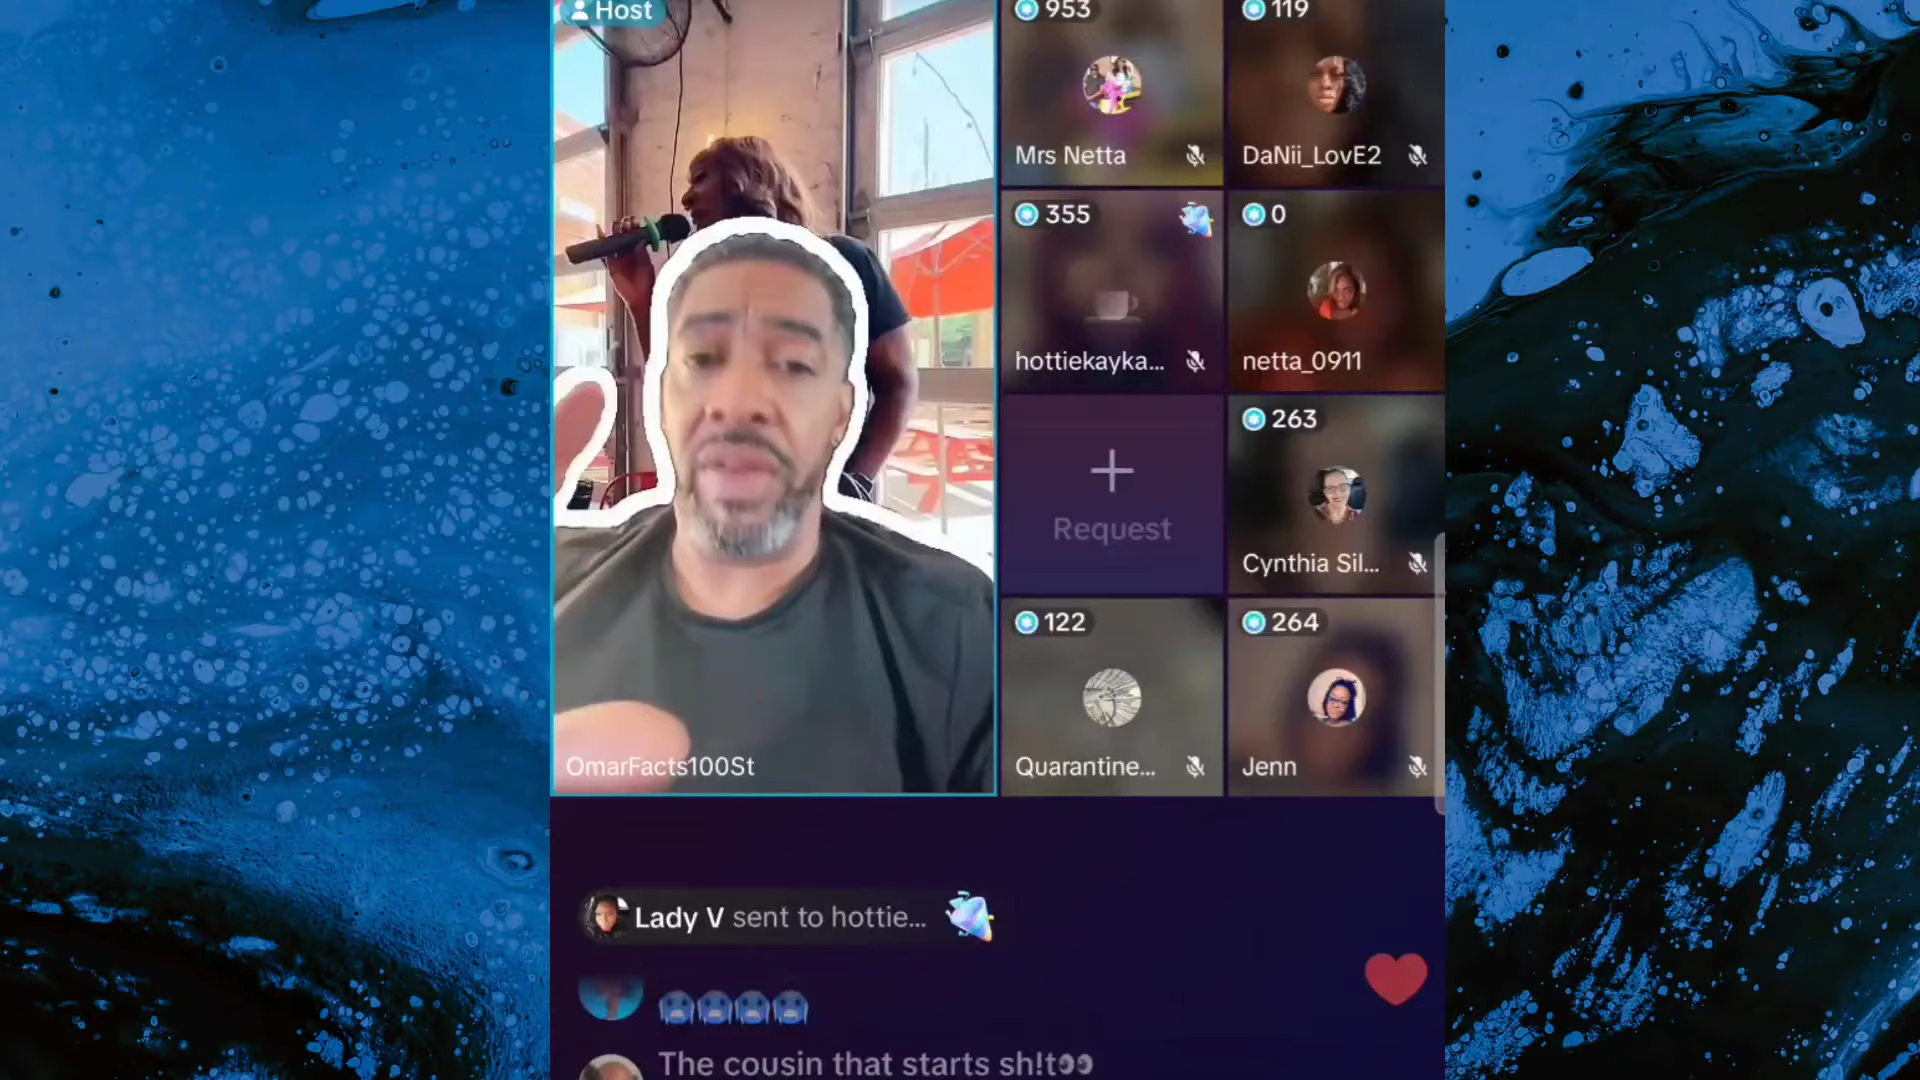 Host
953
119
Mrs Netta
DaNii_LovE2
355
0
hottiekayka...
netta_0911
263
Request
Cynthia Sil...
122
264
OmarFacts100St
Quarantine...
Jenn
Lady V sent to hottie...
🥶🥶🥶🥶
The cousin that starts sh!t👀